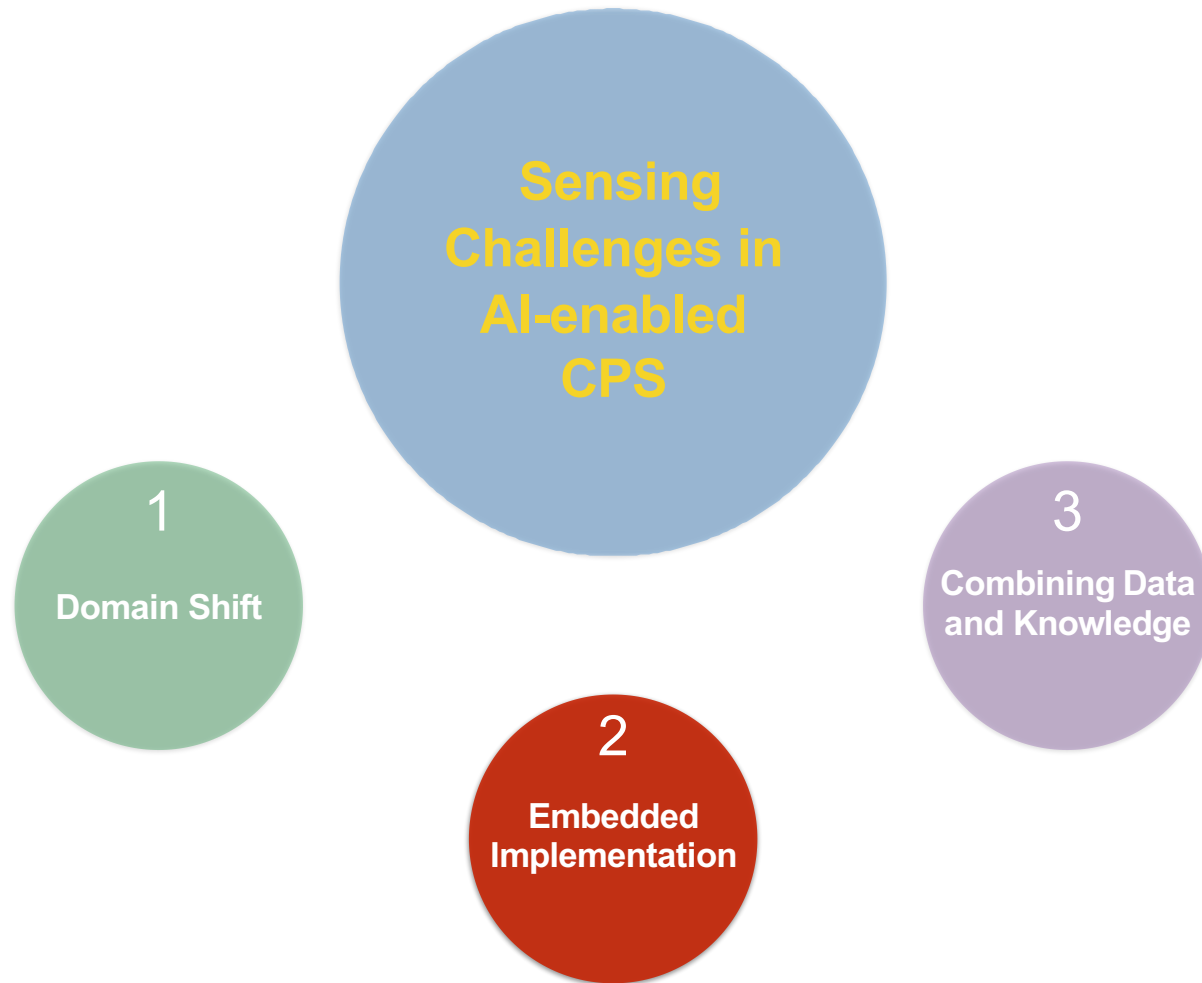 Sensing
Challenges in
AI-enabled
CPS
1
Domain Shift
2
Embedded
Implementation
3
Combining Data
and Knowledge